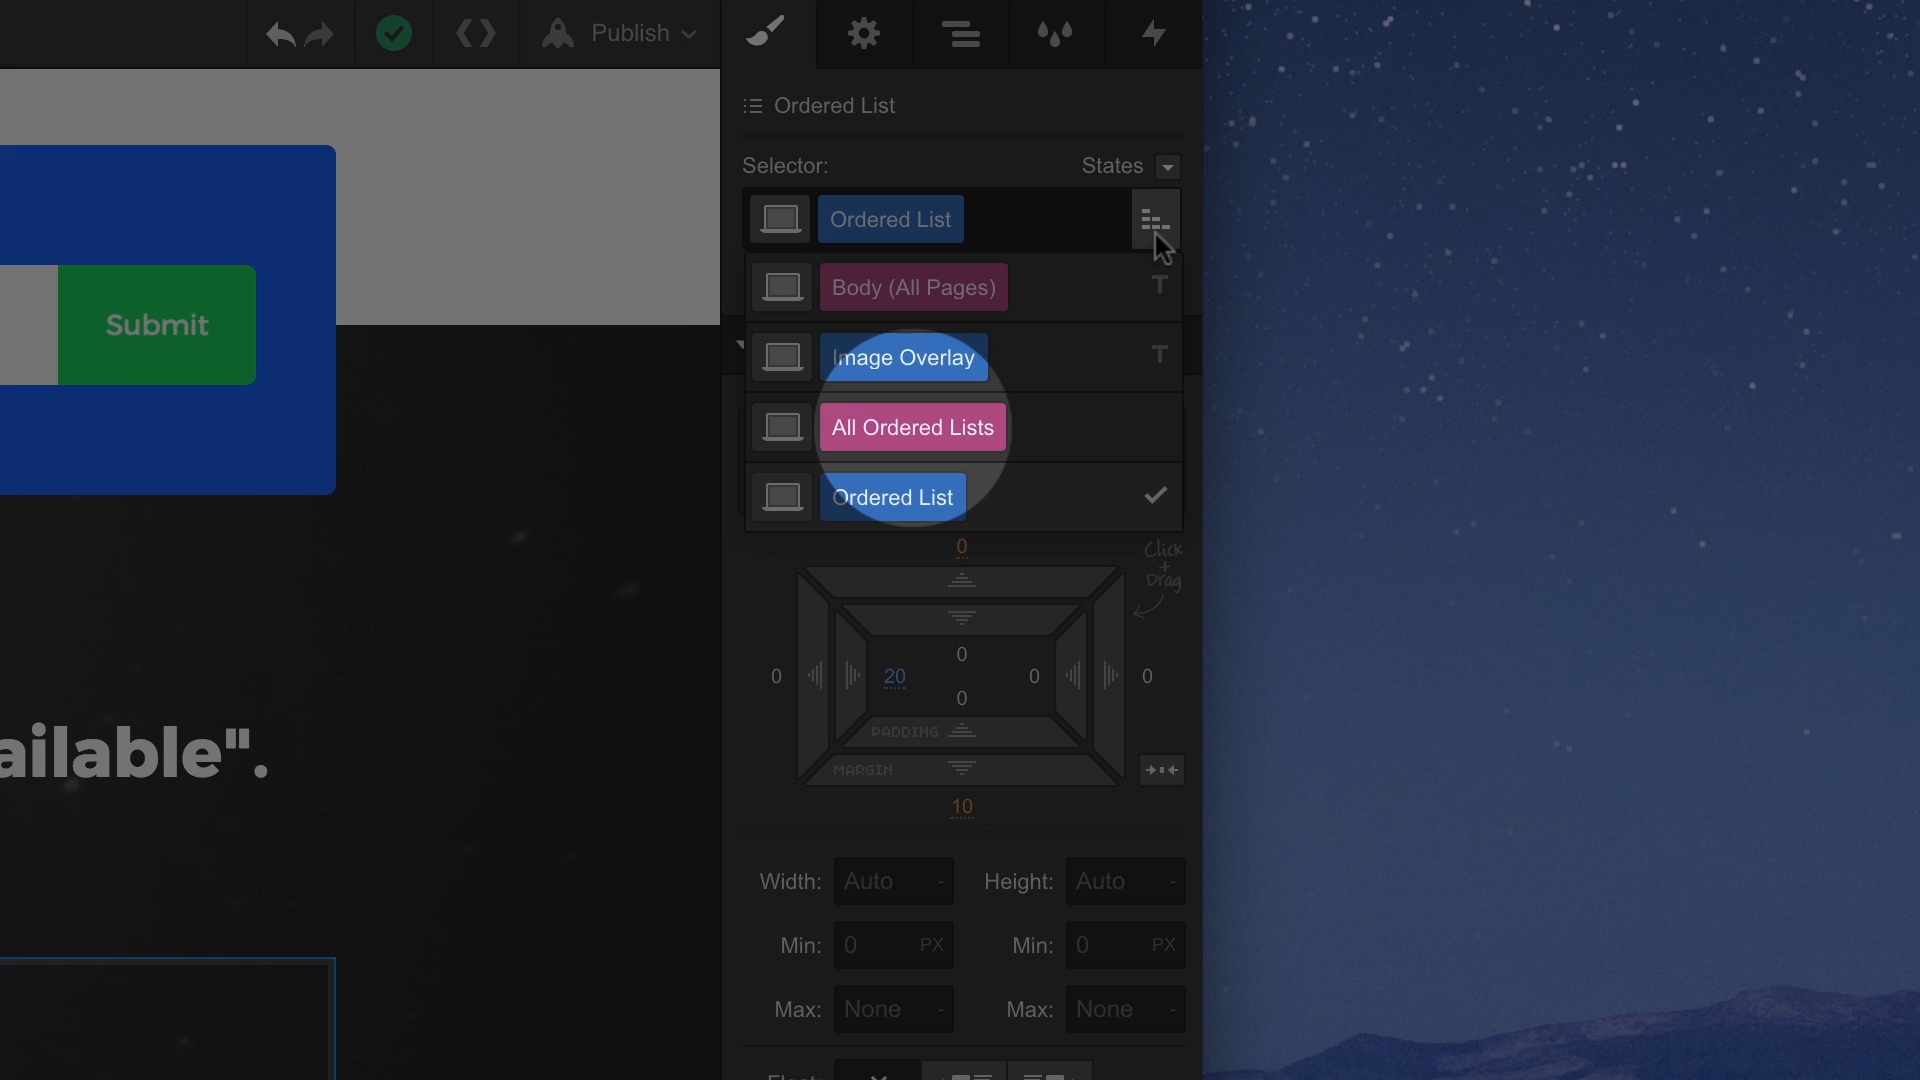 Publish
Ordered List
Selector:
States
Ordered List
Body (All Pages)
T
Image Overlay
T
All Ordered Lists
Ordered List
Submit
ailable".
0
Click
+
Drag
0
0
20
0
0
0
PADDING
MARGIN
10
Width: Auto -
Height: Auto -
Min: 0 PX
Min: 0 PX
Max: None -
Max: None -
Float: